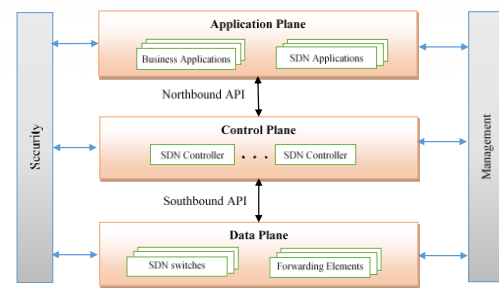 Application Plane
Business Applications
SDN Applications
Northbound API
Control Plane
SDN Controller
. . .
SDN Controller
Southbound API
Data Plane
SDN switches
Forwarding Elements
Security
Management